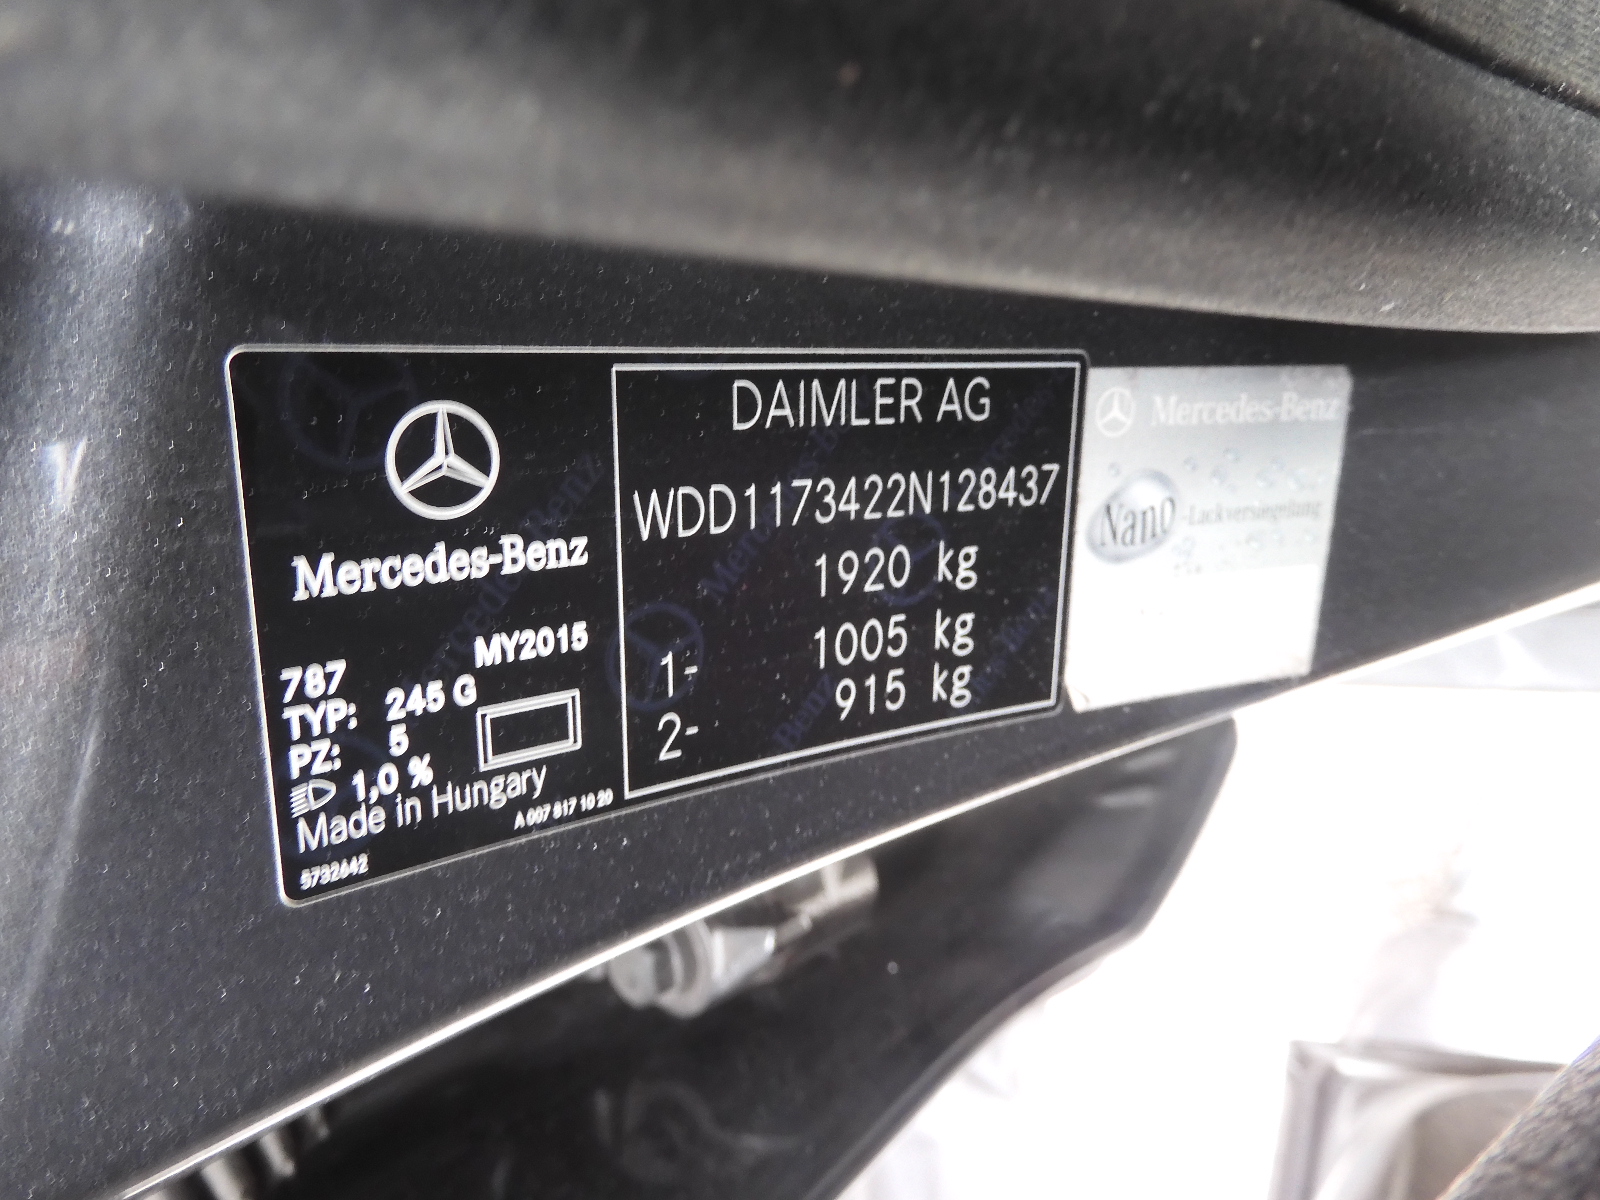 Mercedes-Benz
787
MY2015
TYP: 245 G
PZ: 5
1,0 %
Made in Hungary
A 007 817 10 20
5732642
DAIMLER AG
WDD1173422N128437
1920 kg
1- 1005 kg
2- 915 kg
Mercedes-Benz
Nano -Lackversiegelung